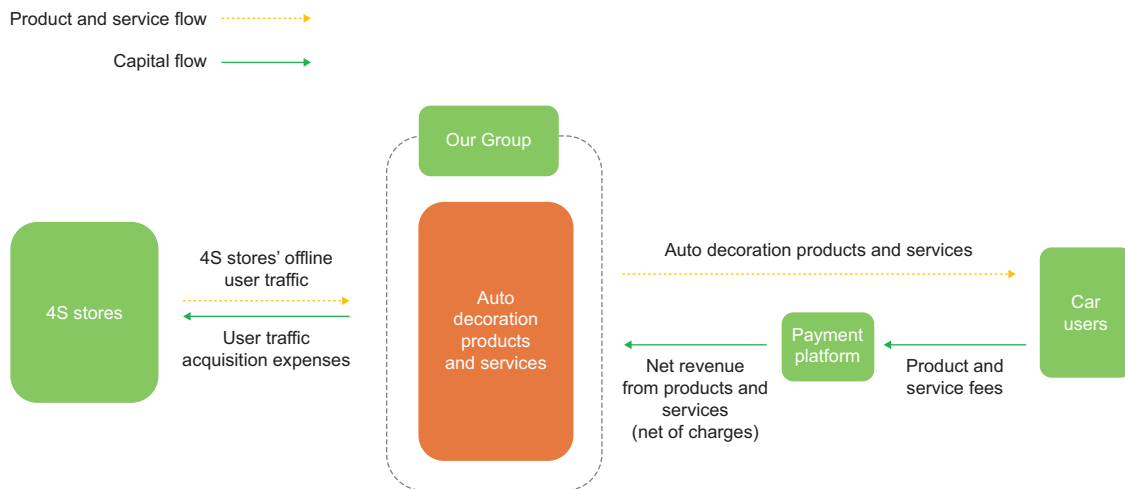 Product and service flow
Capital flow
Our Group
4S stores
4S stores’ offline
user traffic
User traffic
acquisition expenses
Auto
decoration
products
and services
Auto decoration products and services
Net revenue
from products and
services
(net of charges)
Payment
platform
Product and
service fees
Car
users